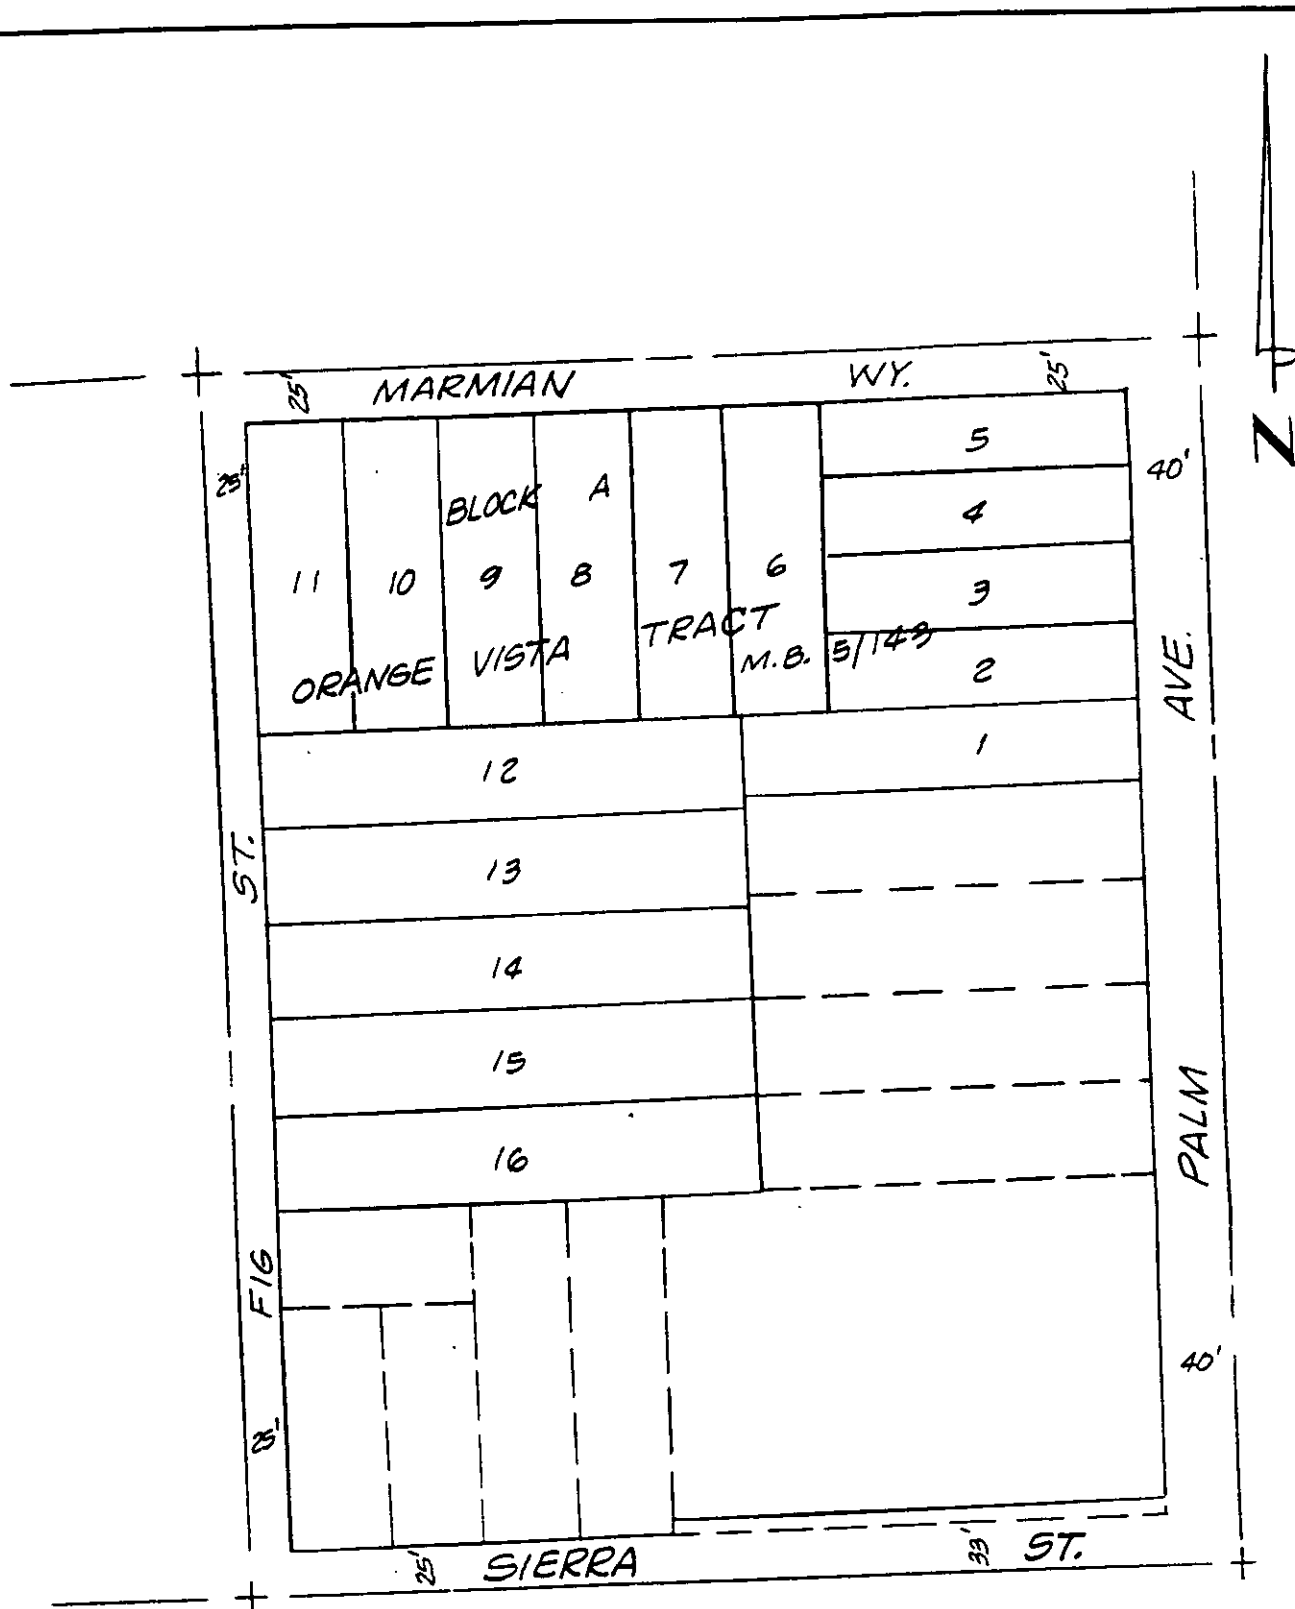 MARMIAN WY.
25' 25'
N
25' 40'
5
BLOCK A
4
11 10 9 8 7 6
3
ORANGE VISTA TRACT M.B. 5/143
2
12 1
13
14
15
16
FIG ST.
PALM AVE.
40'
25'
25' 33'
SIERRA ST.